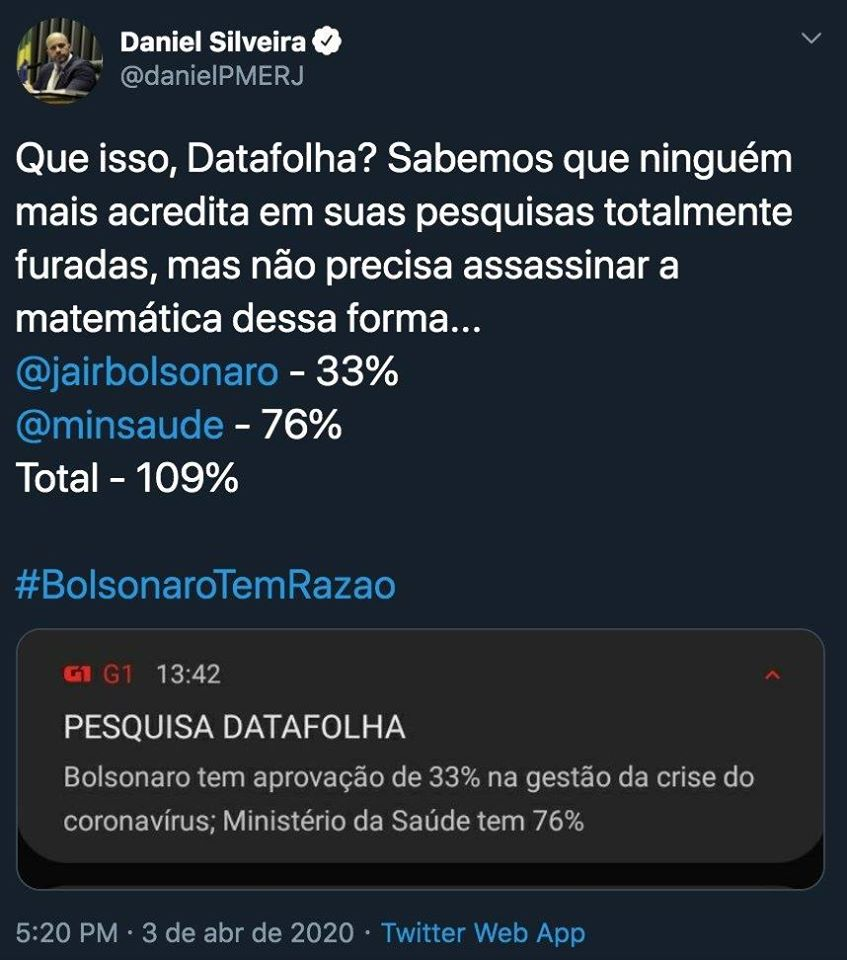 Daniel Silveira
@danielPMERJ
Que isso, Datafolha? Sabemos que ninguém
mais acredita em suas pesquisas totalmente
furadas, mas não precisa assassinar a
matemática dessa forma...
@jairbolsonaro - 33%
@minsaude - 76%
Total - 109%
#BolsonaroTemRazao
G1 G1 13:42
PESQUISA DATAFOLHA
Bolsonaro tem aprovação de 33% na gestão da crise do
coronavírus; Ministério da Saúde tem 76%
5:20 PM · 3 de abr de 2020 · Twitter Web App